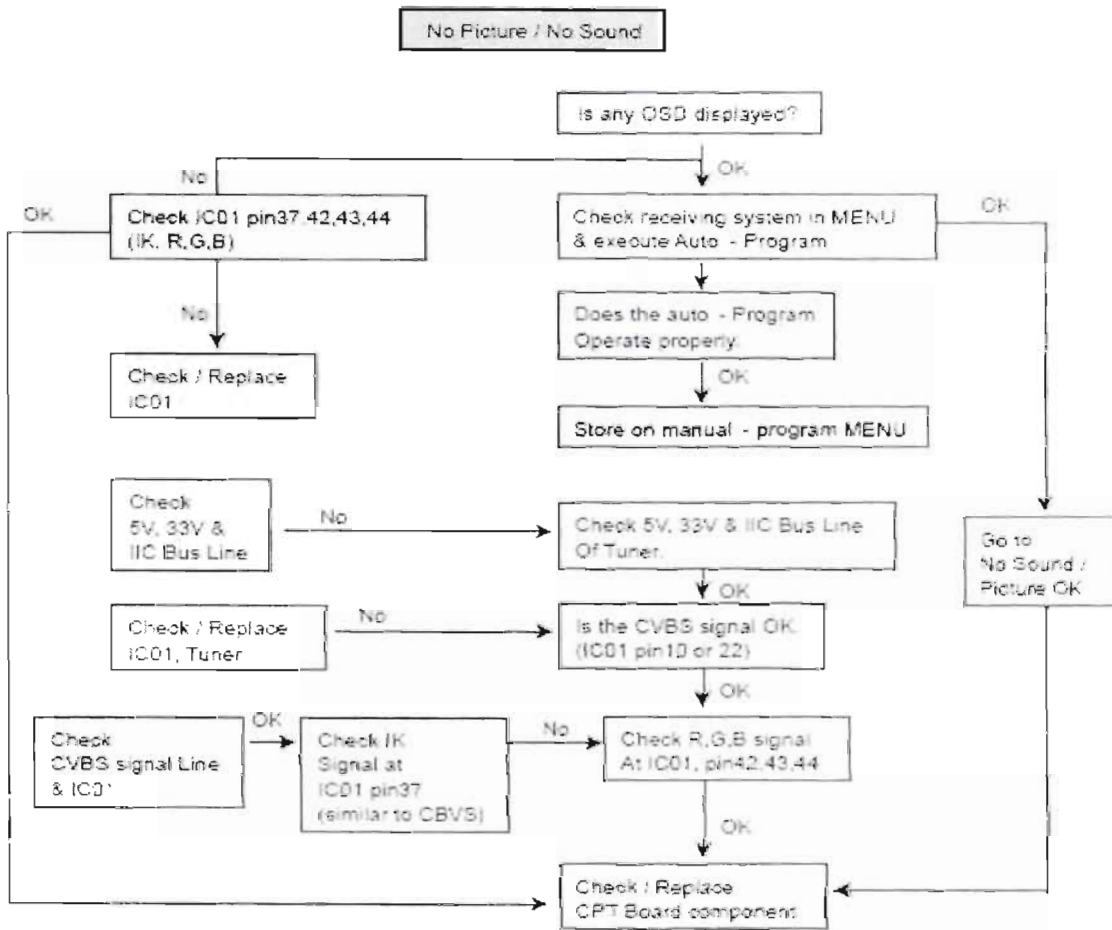 No Picture / No Sound
Is any OSD displayed?
No
OK
OK
Check IC01 pin37,42,43,44
(IK, R,G,B)
Check receiving system in MENU
& execute Auto - Program
OK
No
Does the auto - Program
Operate properly.
Check / Replace
IC01
OK
Store on manual - program MENU
Check
5V, 33V &
IIC Bus Line
No
Check 5V, 33V & IIC Bus Line
Of Tuner.
Go to
No Sound /
Picture OK
OK
Check / Replace
IC01, Tuner
No
Is the CVBS signal OK
(IC01 pin10 or 22)
OK
Check
CVBS signal Line
& IC01
OK
Check IK
Signal at
IC01 pin37
(similar to CBVS)
No
Check R,G,B signal
At IC01, pin42,43,44
OK
Check / Replace
CPT Board component